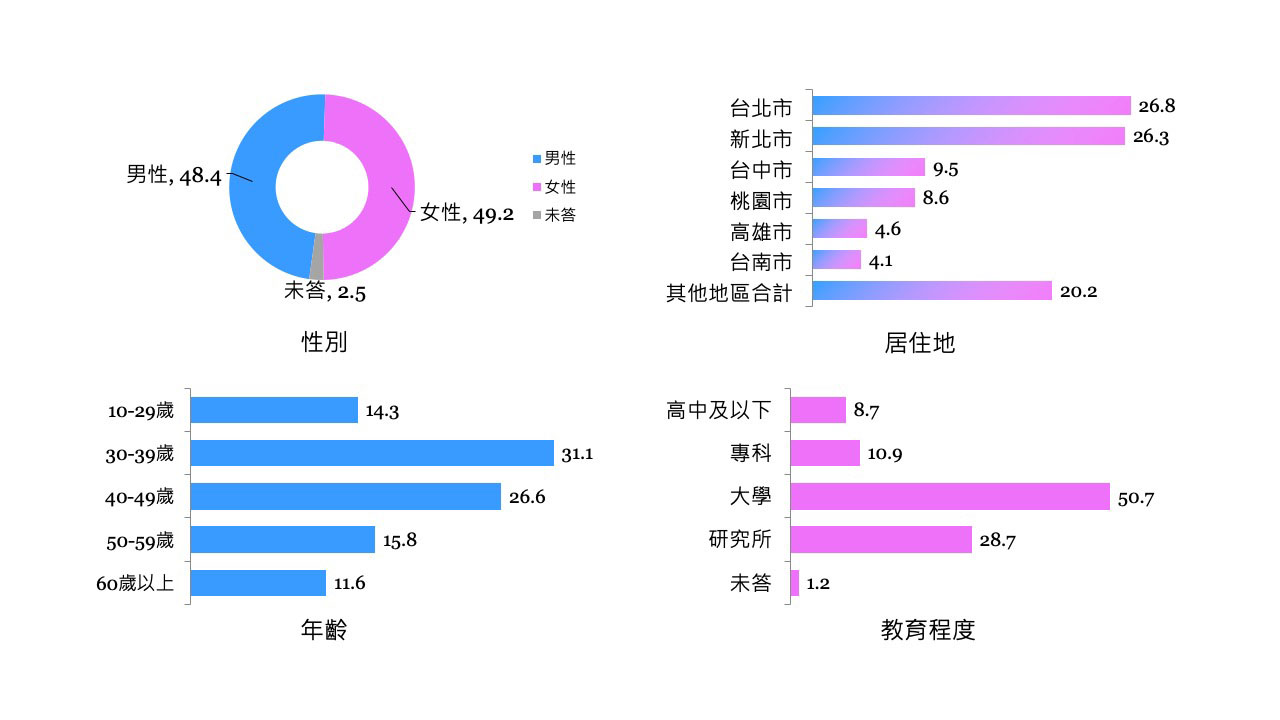 男性, 48.4
女性, 49.2
未答, 2.5
男性
女性
未答
性別
台北市 26.8
新北市 26.3
台中市 9.5
桃園市 8.6
高雄市 4.6
台南市 4.1
其他地區合計 20.2
居住地
10-29歲 14.3
30-39歲 31.1
40-49歲 26.6
50-59歲 15.8
60歲以上 11.6
年齡
高中及以下 8.7
專科 10.9
大學 50.7
研究所 28.7
未答 1.2
教育程度